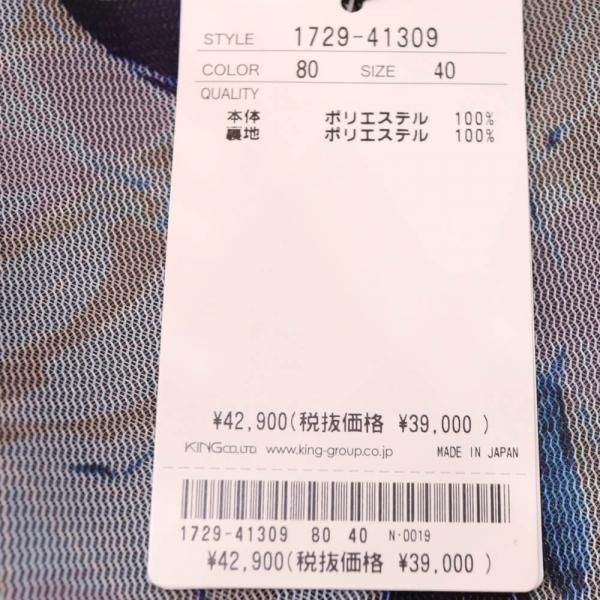 STYLE 1729-41309
COLOR 80 SIZE 40
QUALITY
本体 ポリエステル 100%
裏地 ポリエステル 100%
¥42,900(税抜価格 ¥39,000 )
KING CO.,LTD www.king-group.co.jp MADE IN JAPAN
1729-41309 80 40 N-0019
¥42,900(税抜価格 ¥39,000 )